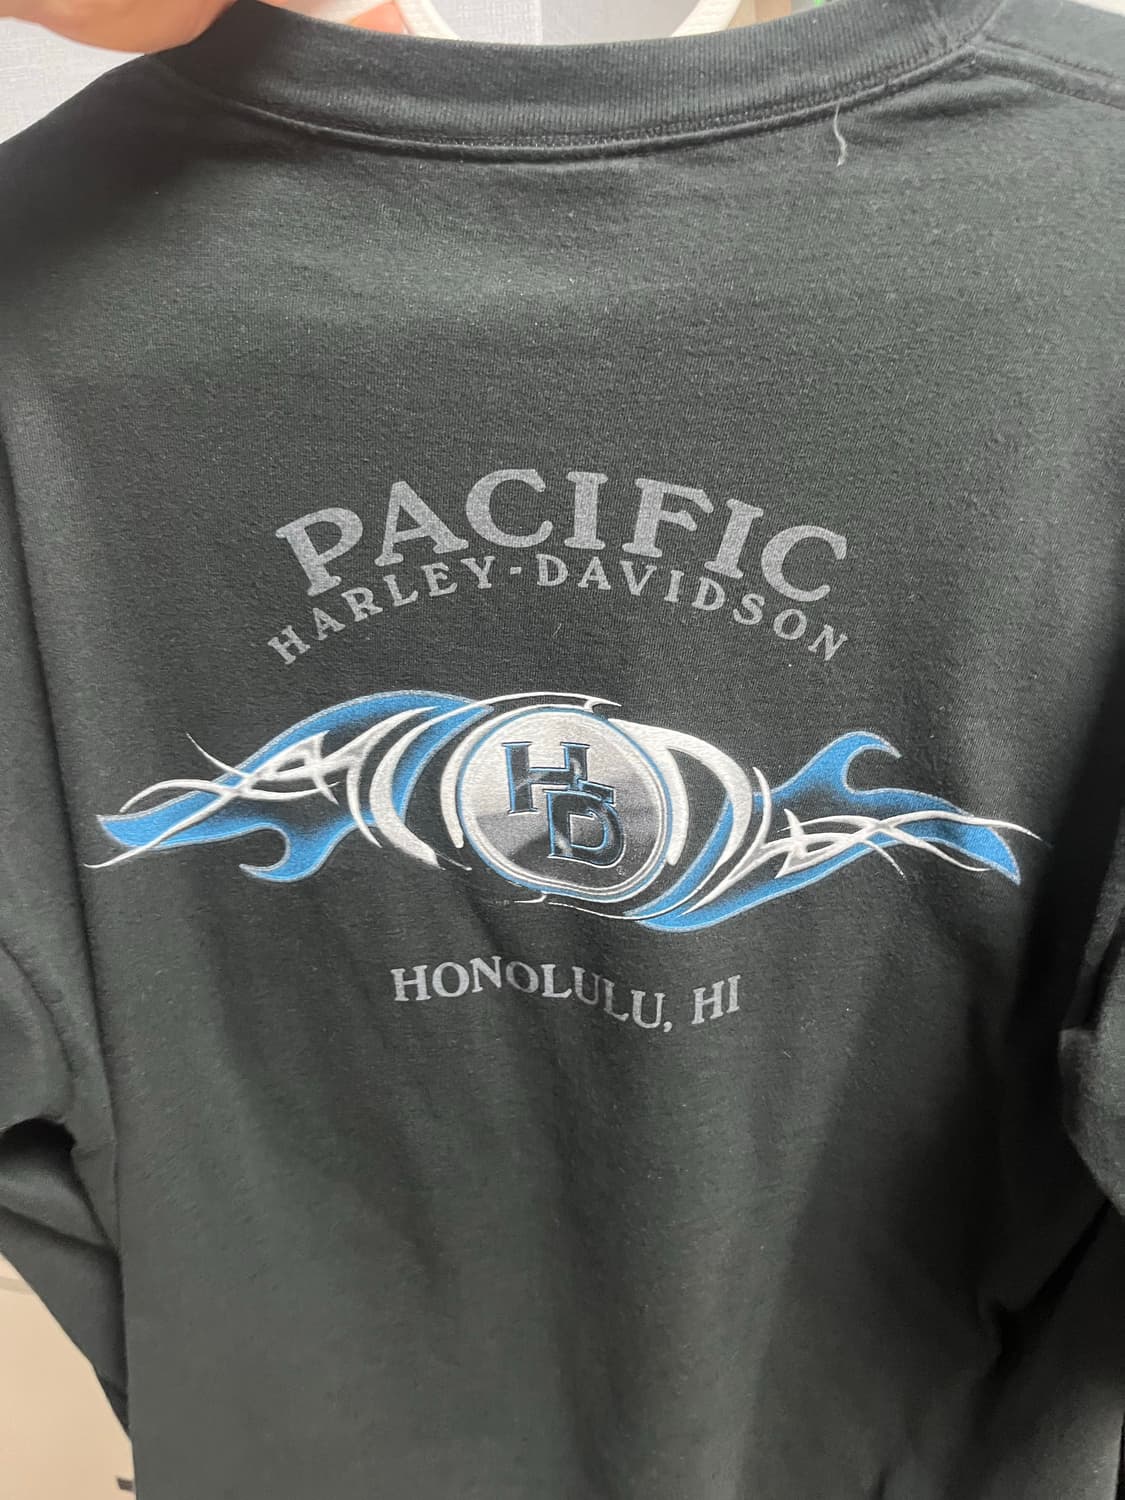 PACIFIC
HARLEY-DAVIDSON
HD
HONOLULU, HI